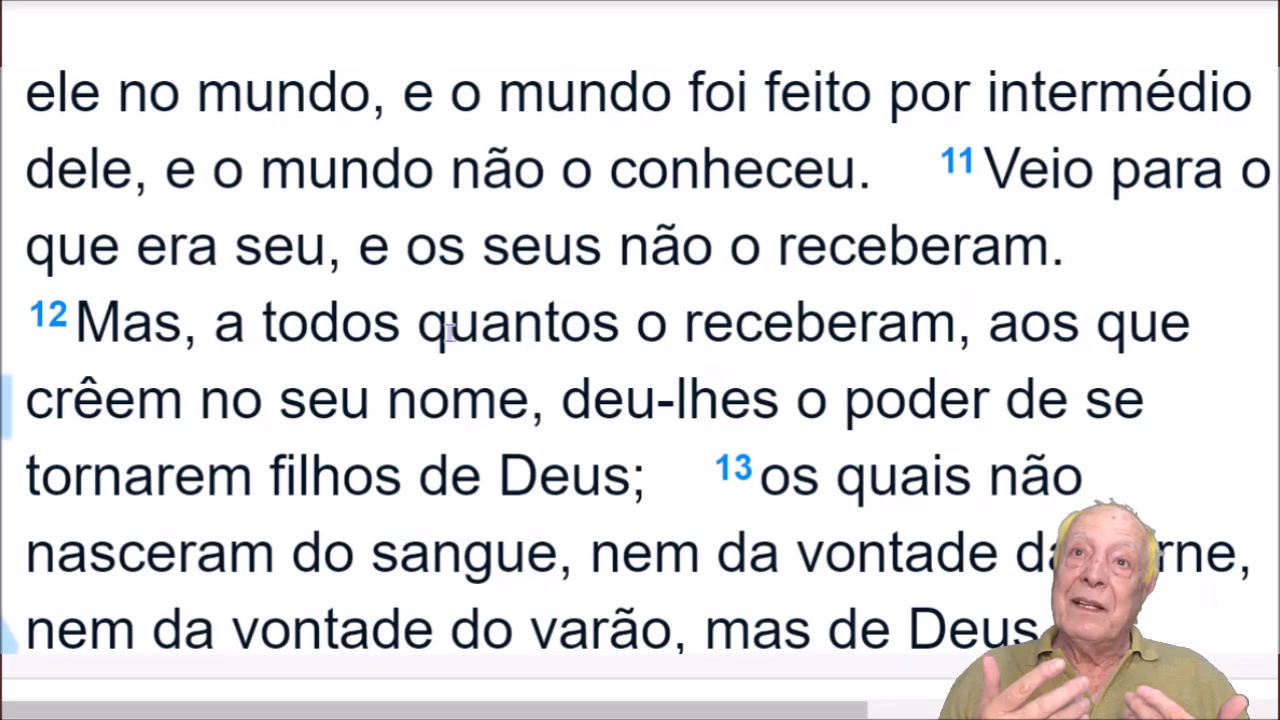 ele no mundo, e o mundo foi feito por intermédio
dele, e o mundo não o conheceu. 11 Veio para o
que era seu, e os seus não o receberam.
12 Mas, a todos quantos o receberam, aos que
crêem no seu nome, deu-lhes o poder de se
tornarem filhos de Deus; 13 os quais não
nasceram do sangue, nem da vontade
nem da vontade do varão, mas de Deus